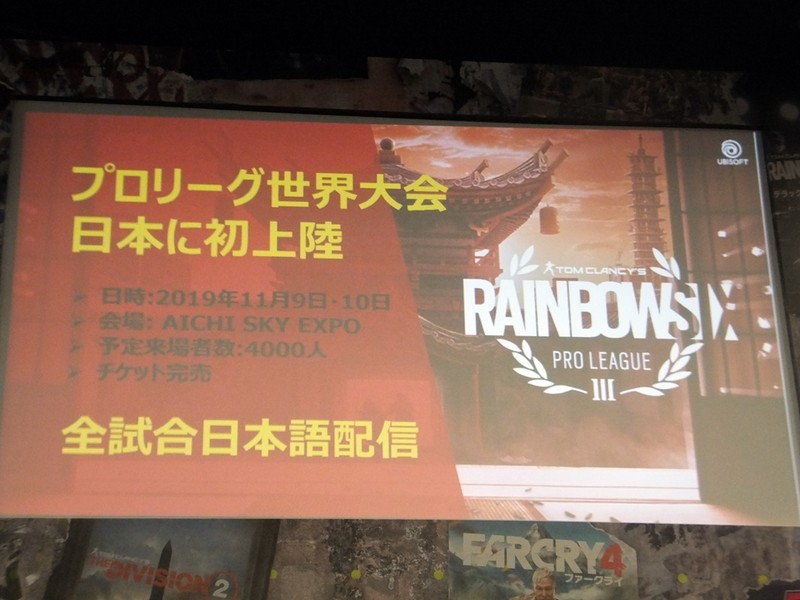 プロリーグ世界大会
日本に初上陸
➤ 日時:2019年11月9日・10日
➤ 会場: AICHI SKY EXPO
➤ 予定来場者数:4000人
➤ チケット完売
全試合日本語配信
UBISOFT
TOM CLANCY'S
RAINBOW SIX
PRO LEAGUE
III
THE DIVISION 2
FARCRY 4
ファークライ